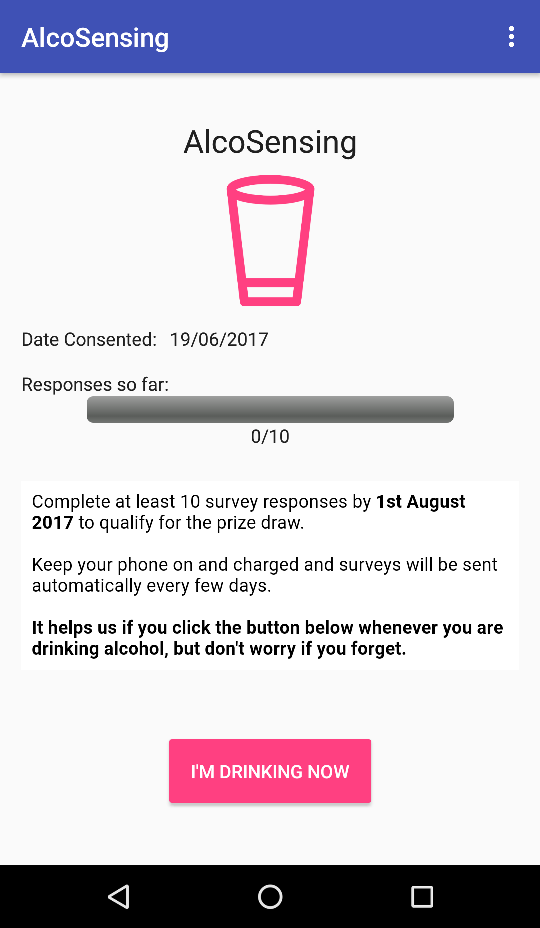 AlcoSensing
AlcoSensing
Date Consented: 19/06/2017
Responses so far:
0/10
Complete at least 10 survey responses by 1st August
2017 to qualify for the prize draw.
Keep your phone on and charged and surveys will be sent
automatically every few days.
It helps us if you click the button below whenever you are
drinking alcohol, but don't worry if you forget.
I'M DRINKING NOW